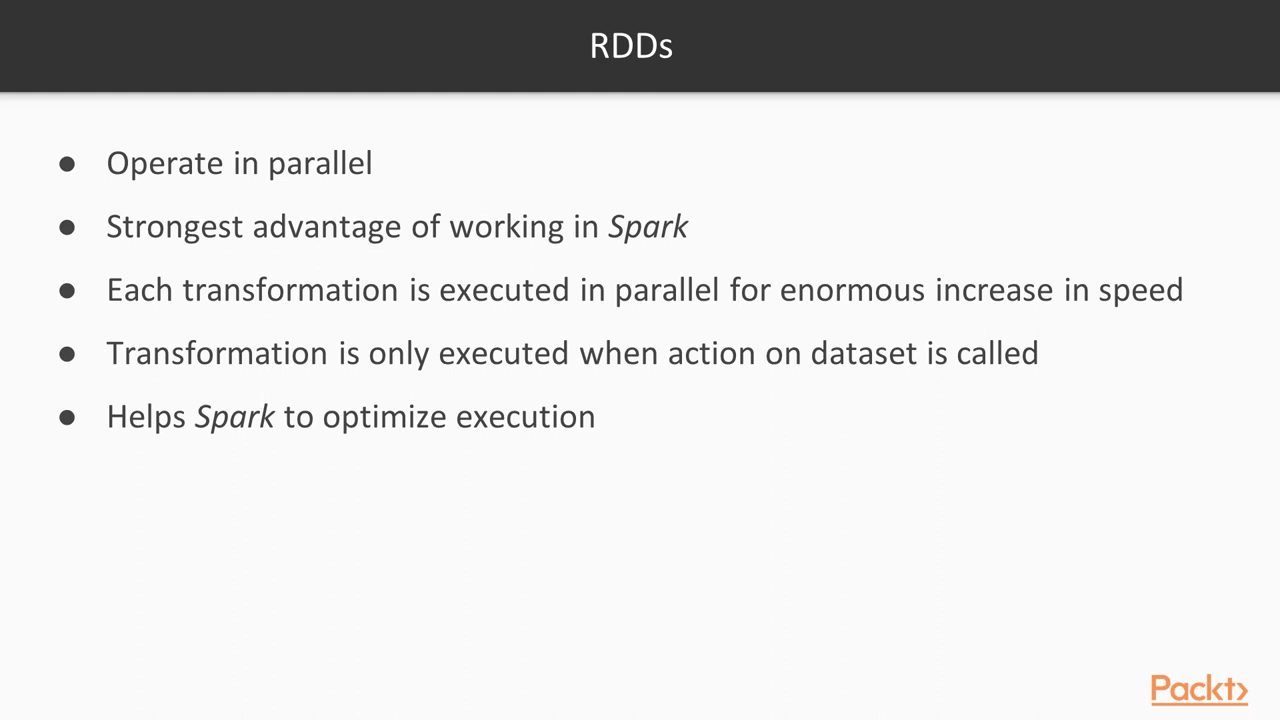 RDDs
● Operate in parallel
● Strongest advantage of working in Spark
● Each transformation is executed in parallel for enormous increase in speed
● Transformation is only executed when action on dataset is called
● Helps Spark to optimize execution
Packt>